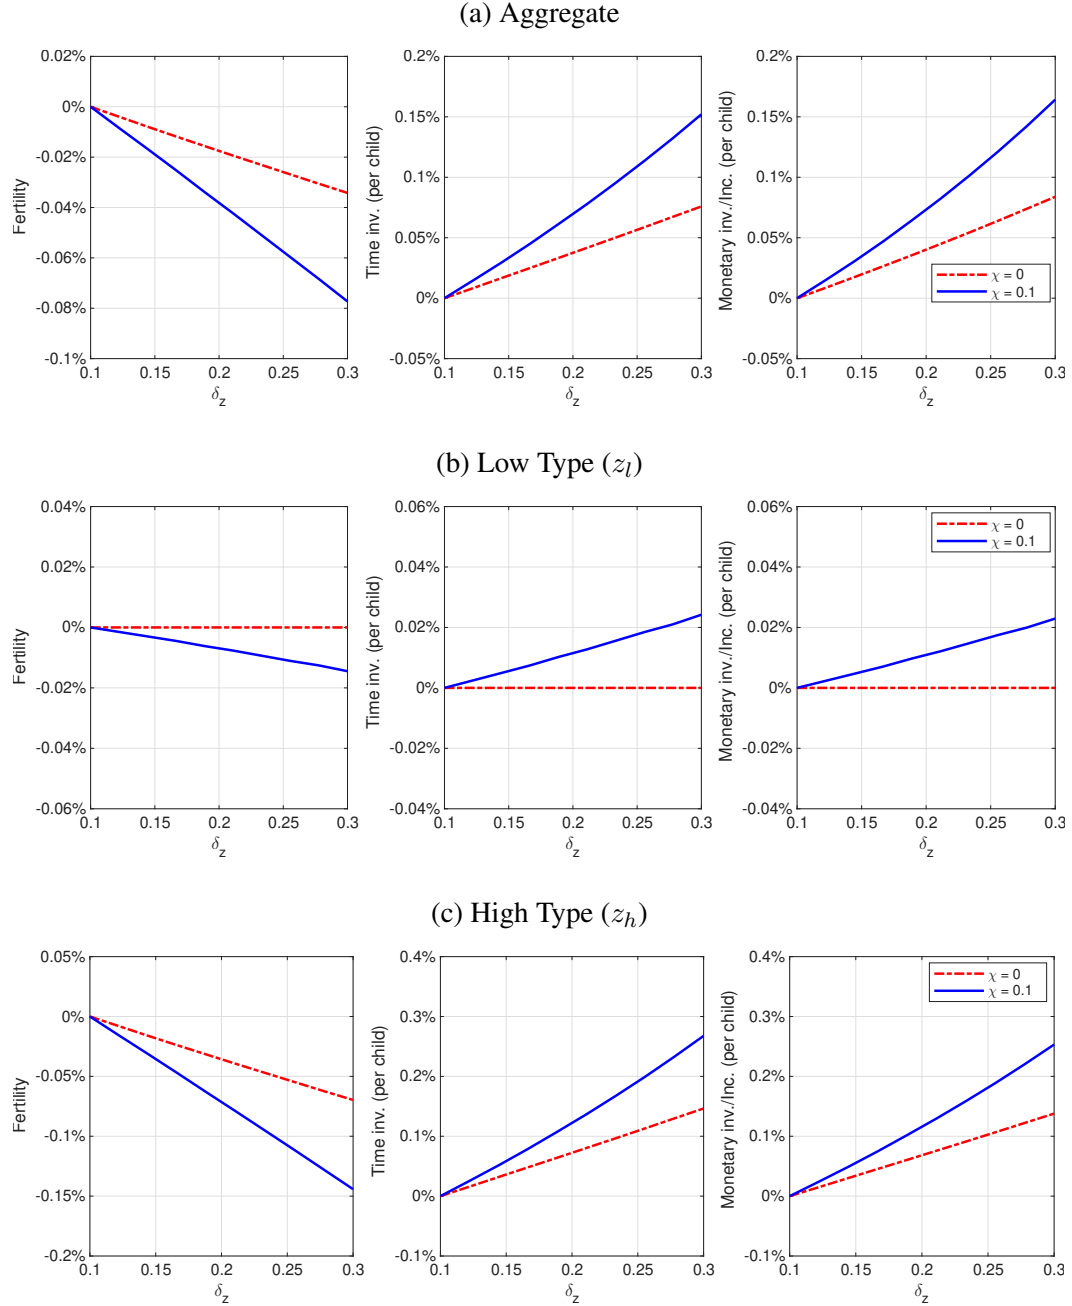 (a) Aggregate
0.02%
0%
-0.02%
-0.04%
-0.06%
-0.08%
-0.1%
Fertility
0.1 0.15 0.2 0.25 0.3
δz
0.2%
0.15%
0.1%
0.05%
0%
-0.05%
Time inv. (per child)
0.1 0.15 0.2 0.25 0.3
δz
0.2%
0.15%
0.1%
0.05%
0%
-0.05%
Monetary inv./Inc. (per child)
χ = 0
χ = 0.1
0.1 0.15 0.2 0.25 0.3
δz
(b) Low Type (zl)
0.04%
0.02%
0%
-0.02%
-0.04%
-0.06%
Fertility
0.1 0.15 0.2 0.25 0.3
δz
0.06%
0.04%
0.02%
0%
-0.02%
-0.04%
Time inv. (per child)
0.1 0.15 0.2 0.25 0.3
δz
0.06%
0.04%
0.02%
0%
-0.02%
-0.04%
Monetary inv./Inc. (per child)
χ = 0
χ = 0.1
0.1 0.15 0.2 0.25 0.3
δz
(c) High Type (zh)
0.05%
0%
-0.05%
-0.1%
-0.15%
-0.2%
Fertility
0.1 0.15 0.2 0.25 0.3
δz
0.4%
0.3%
0.2%
0.1%
0%
-0.1%
Time inv. (per child)
0.1 0.15 0.2 0.25 0.3
δz
0.4%
0.3%
0.2%
0.1%
0%
-0.1%
Monetary inv./Inc. (per child)
χ = 0
χ = 0.1
0.1 0.15 0.2 0.25 0.3
δz